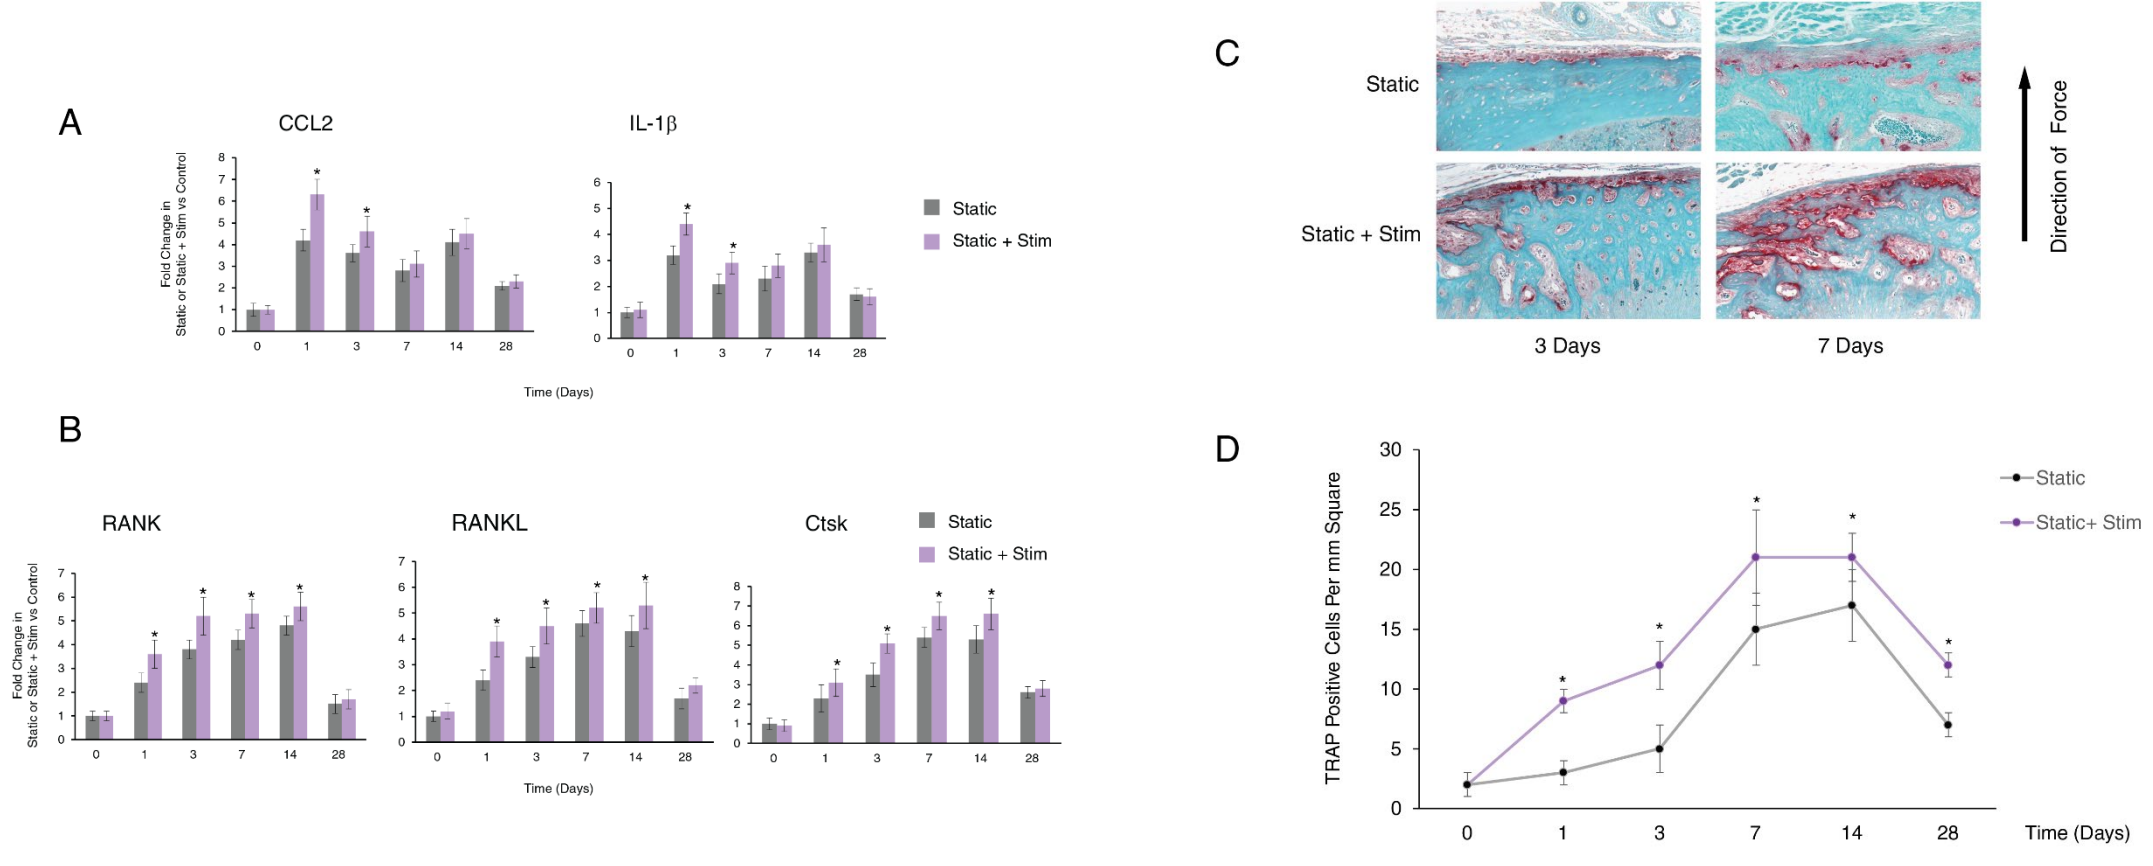 A
CCL2
IL-1β
Fold Change in
Static or Static + Stim vs Control
8
7
6
5
4
3
2
1
0
*
*
0 1 3 7 14 28
6
5
4
3
2
1
0
*
*
0 1 3 7 14 28
Static
Static + Stim
Time (Days)
B
RANK
RANKL
Ctsk
Static
Static + Stim
Fold Change in
Static or Static + Stim vs Control
7
6
5
4
3
2
1
0
* * * *
0 1 3 7 14 28
7
6
5
4
3
2
1
0
* * * *
0 1 3 7 14 28
8
7
6
5
4
3
2
1
0
* * * *
0 1 3 7 14 28
Time (Days)
C
Static
Static + Stim
3 Days
7 Days
Direction of Force
D
TRAP Positive Cells Per mm Square
30
25
20
15
10
5
0
* * * * *
0 1 3 7 14 28
Time (Days)
Static
Static+ Stim